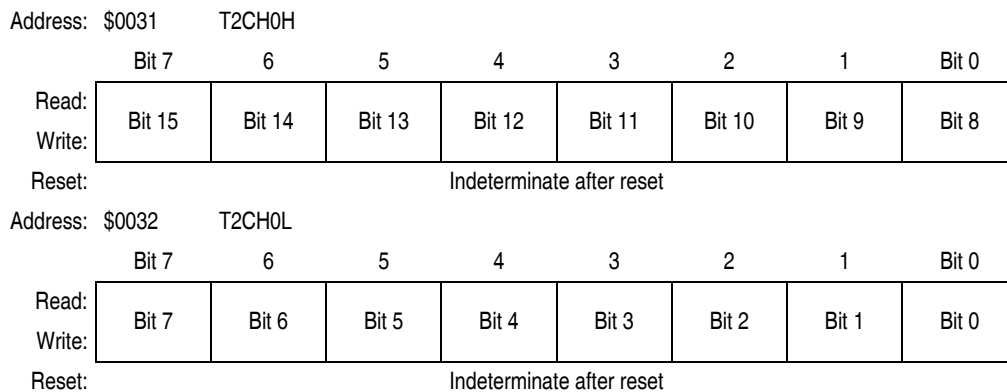 Address: $0031 T2CH0H
Bit 7 6 5 4 3 2 1 Bit 0
Read:
Bit 15 Bit 14 Bit 13 Bit 12 Bit 11 Bit 10 Bit 9 Bit 8
Write:
Reset: Indeterminate after reset
Address: $0032 T2CH0L
Bit 7 6 5 4 3 2 1 Bit 0
Read:
Bit 7 Bit 6 Bit 5 Bit 4 Bit 3 Bit 2 Bit 1 Bit 0
Write:
Reset: Indeterminate after reset